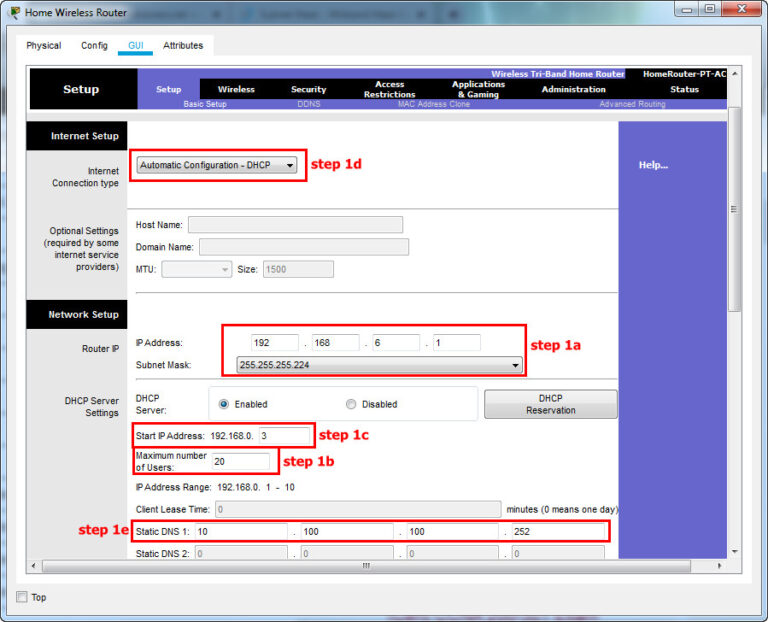 Home Wireless Router
Physical Config GUI Attributes
Wireless Tri-Band Home Router HomeRouter-PT-AC
Setup
Setup Wireless Security Access Restrictions Applications & Gaming Administration Status
Basic Setup DDNS MAC Address Clone Advanced Routing
Internet Setup
Internet Connection type
Automatic Configuration - DHCP
step 1d
Help...
Optional Settings (required by some internet service providers)
Host Name:
Domain Name:
MTU: Size: 1500
Network Setup
Router IP
IP Address: 192 . 168 . 6 . 1
step 1a
Subnet Mask: 255.255.255.224
DHCP Server Settings
DHCP Server: Enabled Disabled
DHCP Reservation
Start IP Address: 192.168.0. 3
step 1c
Maximum number of Users: 20
step 1b
IP Address Range: 192.168.0. 1 - 10
Client Lease Time: 0 minutes (0 means one day)
step 1e
Static DNS 1: 10 . 100 . 100 . 252
Static DNS 2: 0 . 0 . 0 . 0
Top